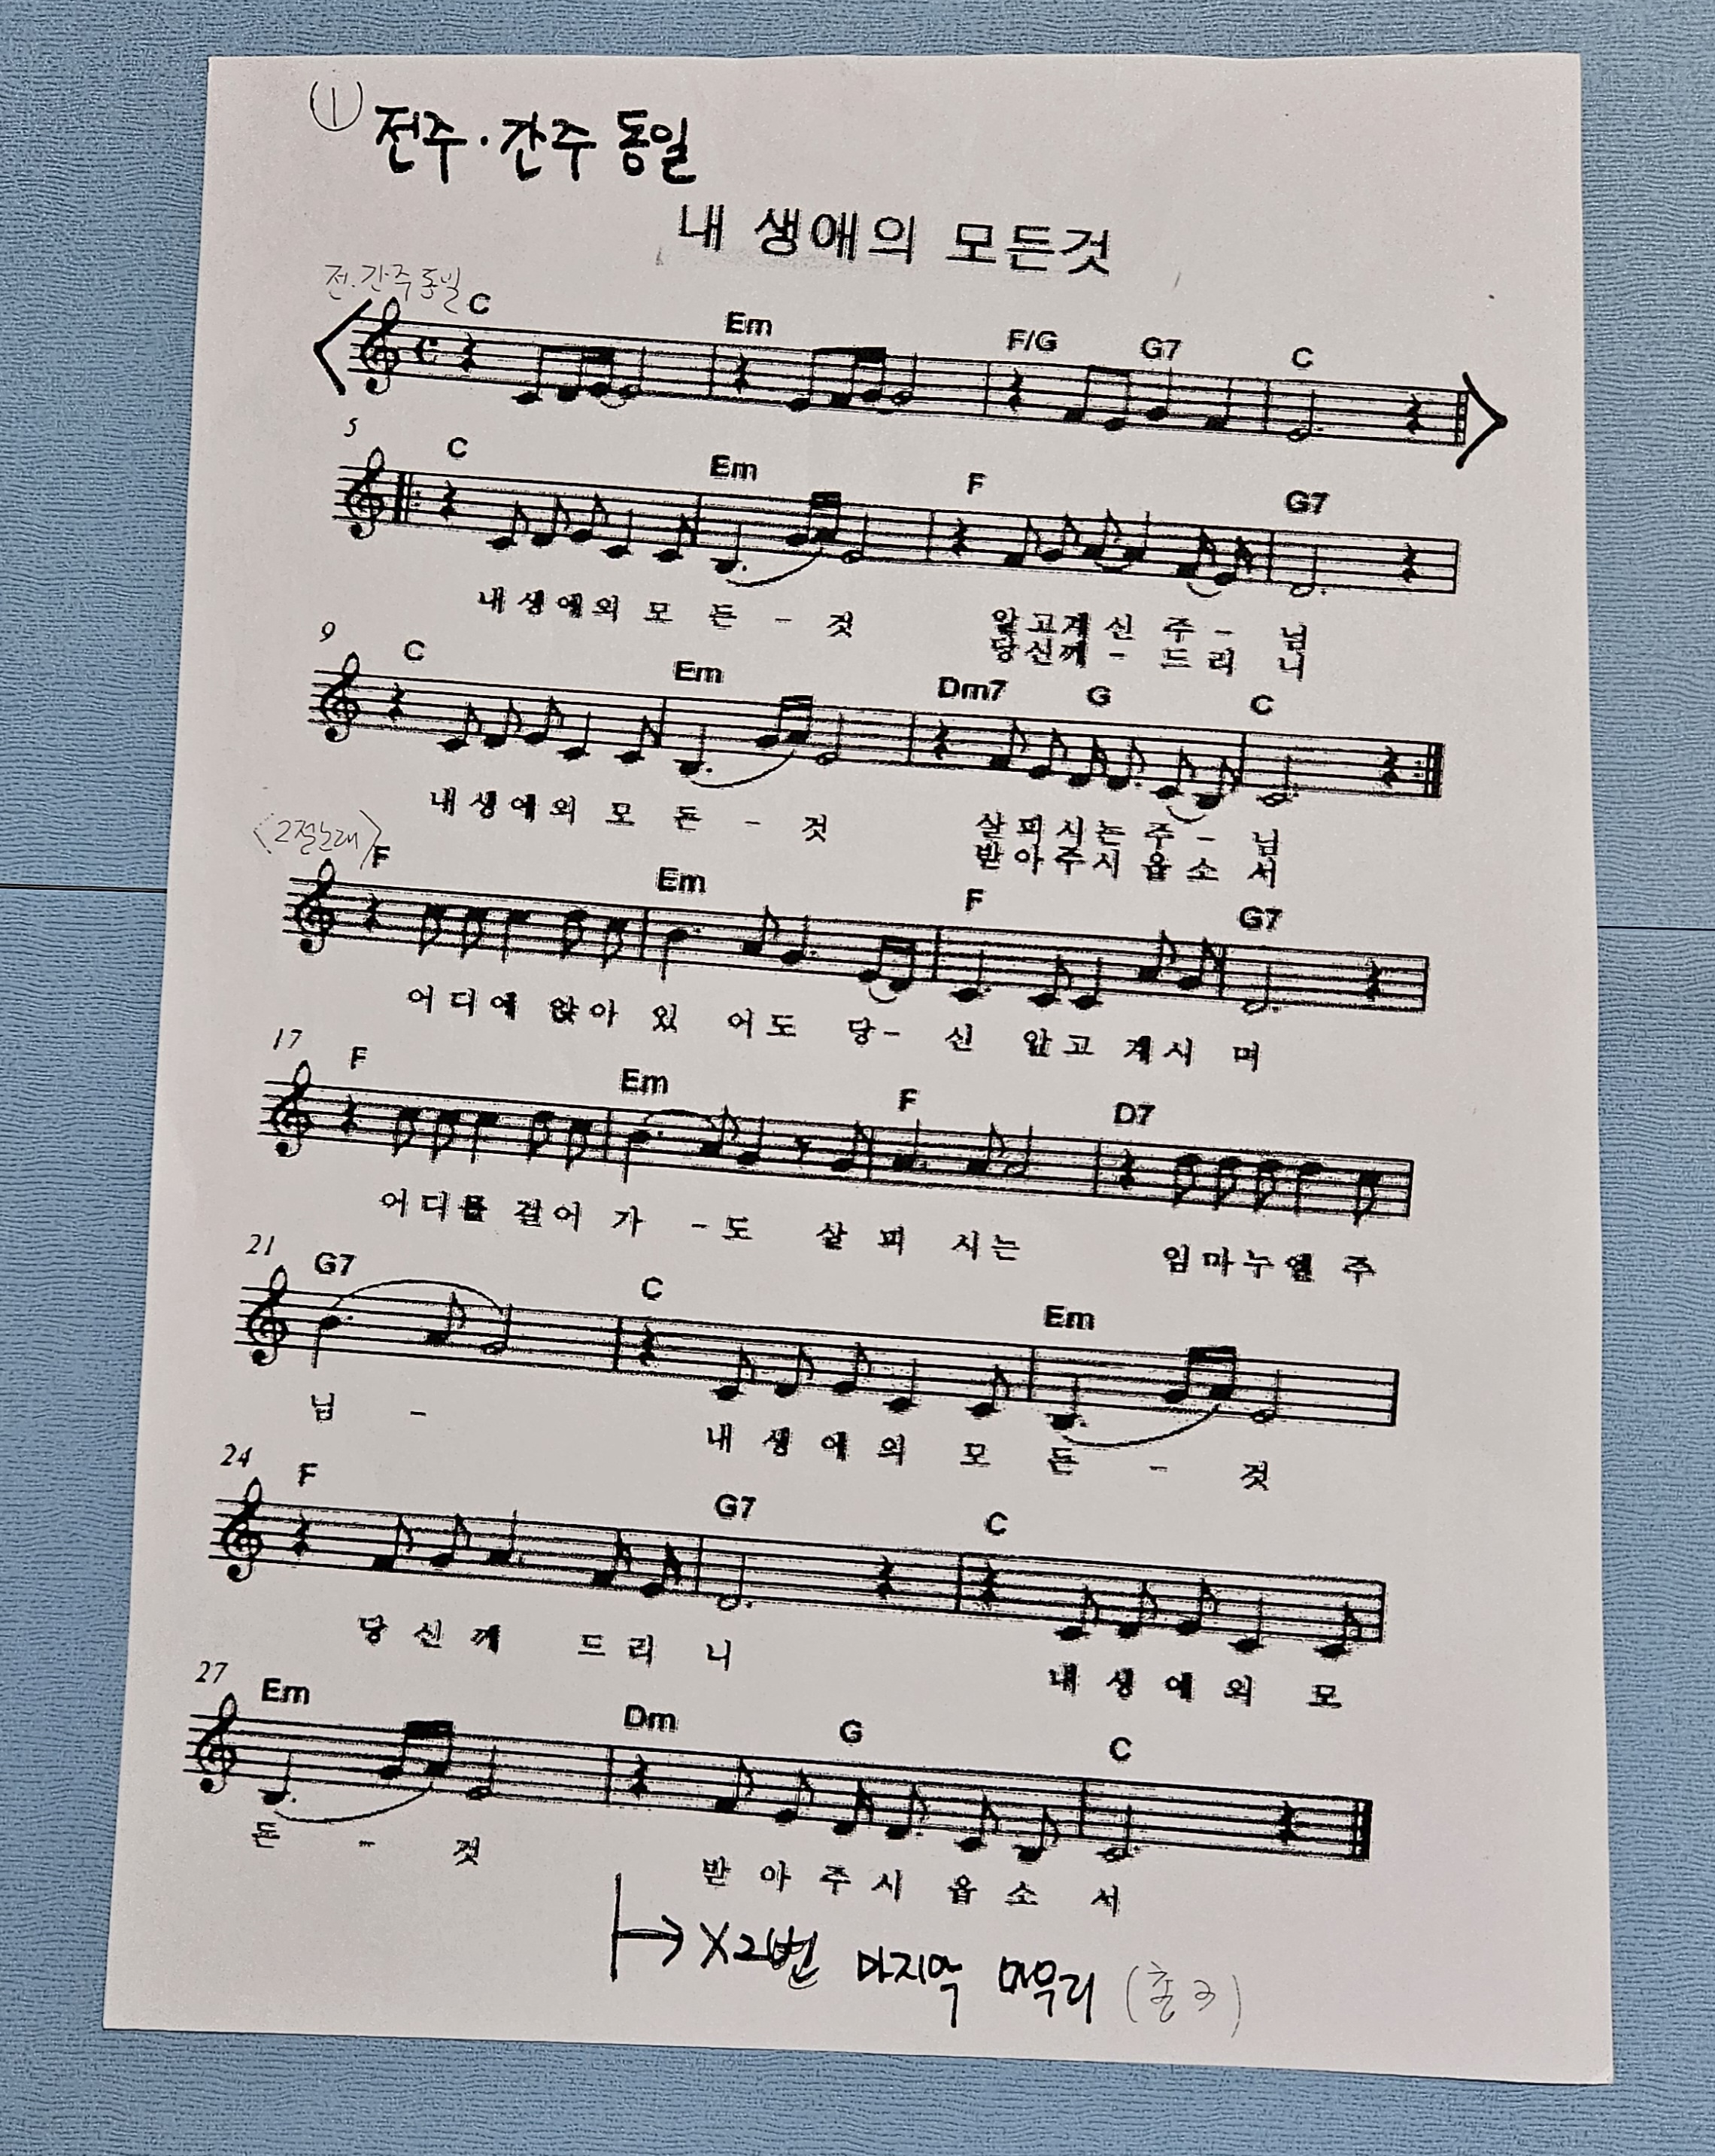 ① 전주·간주 동일
내 생애의 모든것
전.간주 동일
C Em F/G G7 C
5
C Em F G7
내 생 애 의 모 든 - 것 알 고 계 신 주 - 님
당 신 께 - 드 리 니
9
C Em Dm7 G C
내 생 애 의 모 든 - 것 살 피 시 는 주 - 님
받 아 주 시 옵 소 서
<2절노래>
F Em F G7
어 디 에 앉 아 있 어 도 당 - 신 알 고 계 시 며
17
F Em F D7
어 디 를 걸 어 가 - 도 살 피 시 는 임 마 누 엘 주
21
G7 C Em
님 - 내 생 애 의 모 든 - 것
24
F G7 C
당 신 께 드 리 니 내 생 애 의 모
27
Em Dm G C
든 - 것 받 아 주 시 옵 소 서
X2번 마지막 마무리